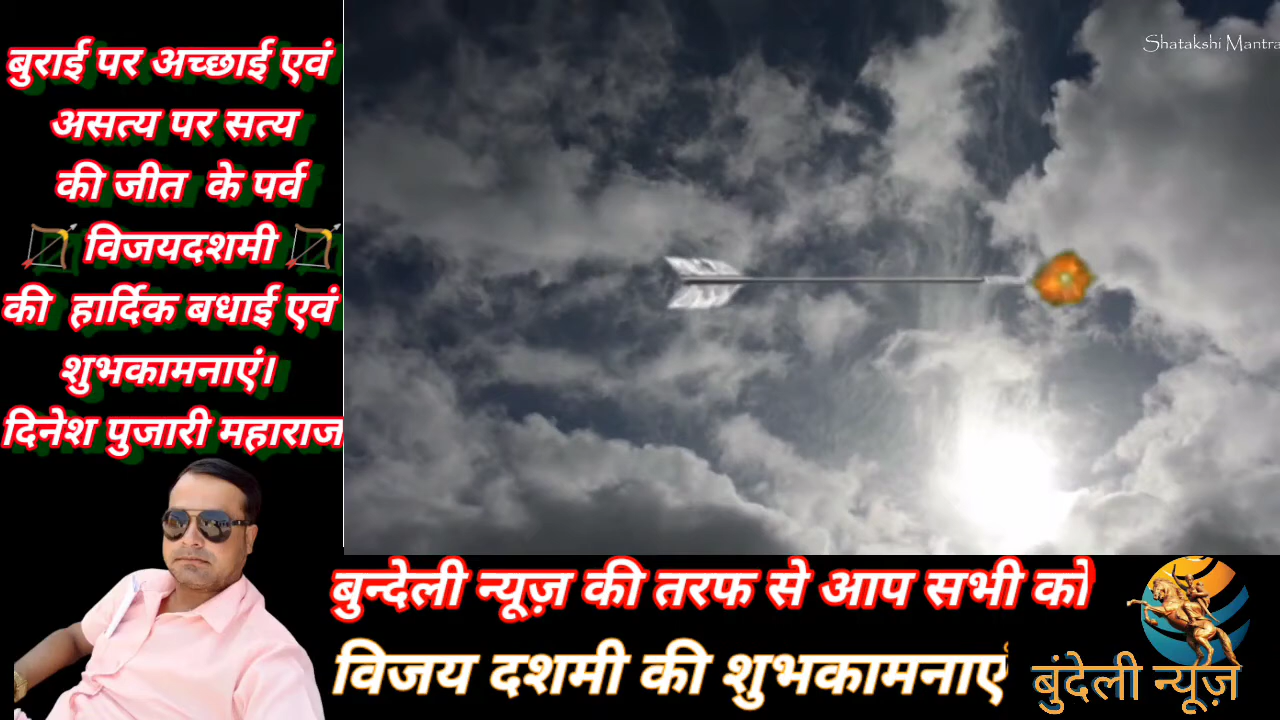 बुराई पर अच्छाई एवं
असत्य पर सत्य
की जीत के पर्व
विजयदशमी
की हार्दिक बधाई एवं
शुभकामनाएं।
दिनेश पुजारी महाराज
Shatakshi Mantra
बुन्देली न्यूज़ की तरफ से आप सभी को
विजय दशमी की शुभकामनाएं
बुंदेली न्यूज़